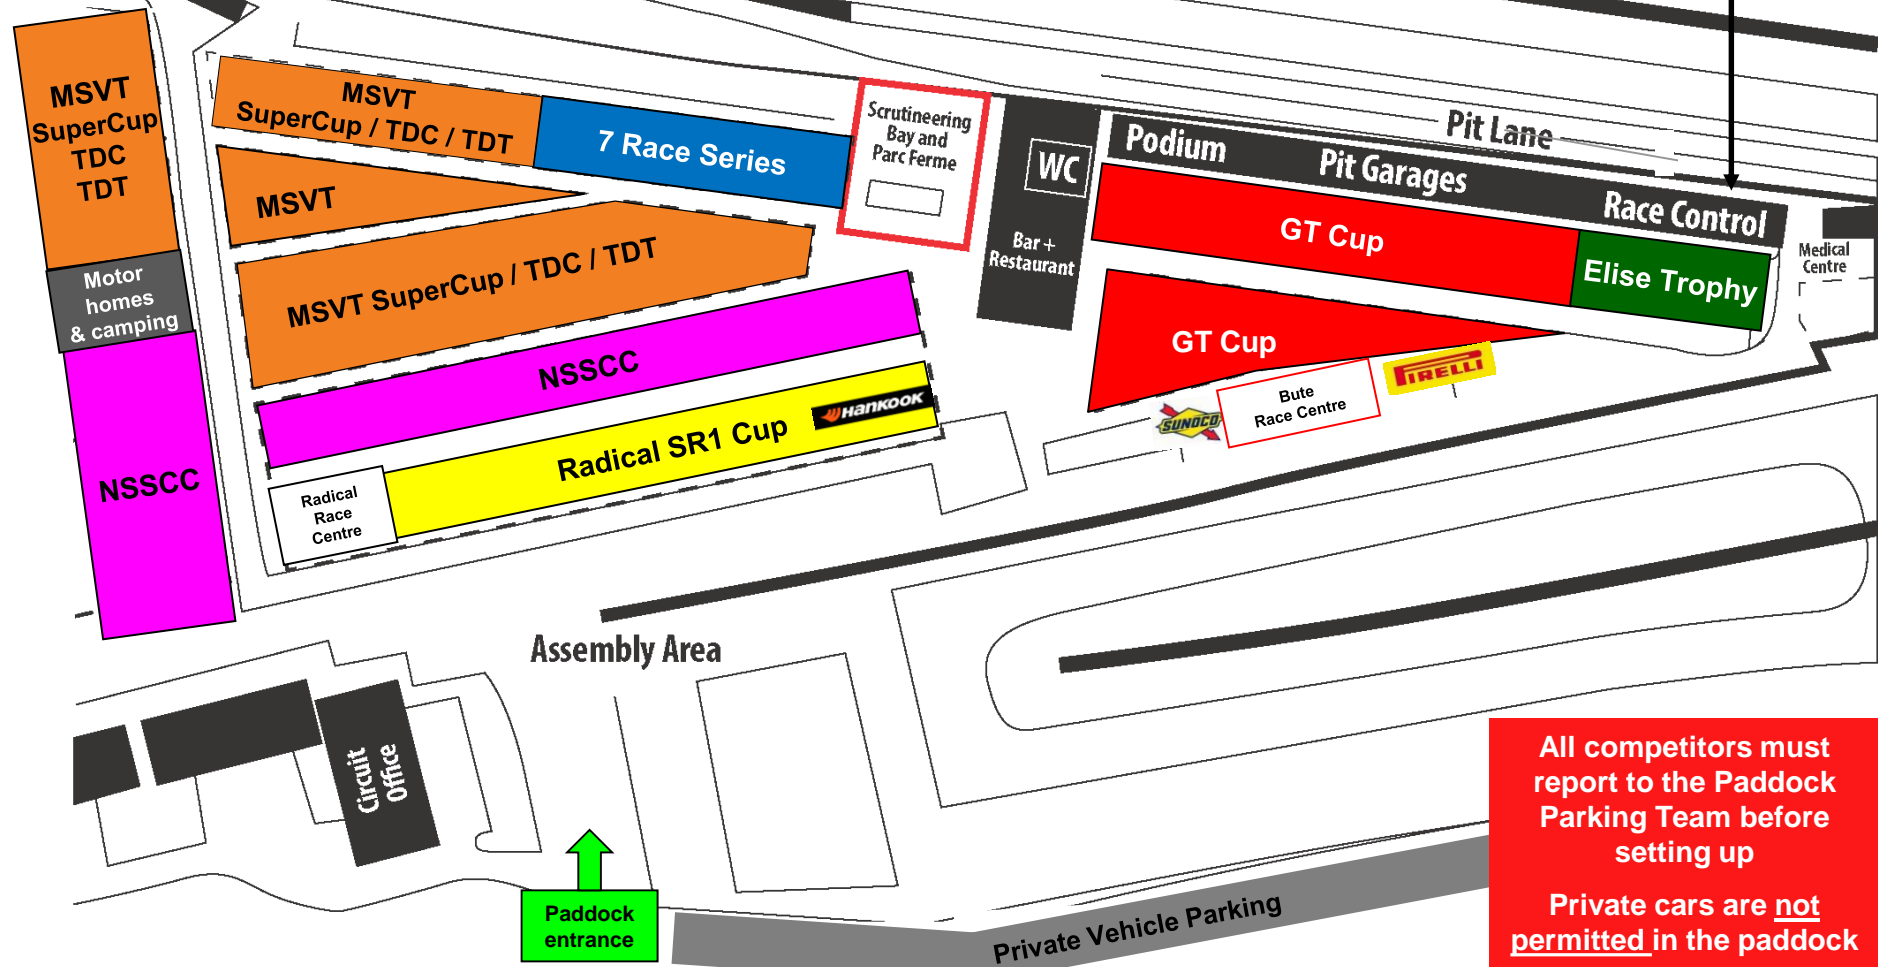 MSVT
SuperCup
TDC
TDT
Motor
homes
& camping
NSSCC
MSVT
SuperCup / TDC / TDT
7 Race Series
MSVT
MSVT SuperCup / TDC / TDT
NSSCC
Radical SR1 Cup
HANKOOK
Radical
Race
Centre
Scrutineering
Bay and
Parc Ferme
WC
Bar +
Restaurant
Pit Lane
Podium
Pit Garages
Race Control
GT Cup
Elise Trophy
Medical
Centre
GT Cup
PIRELLI
Bute
Race Centre
SUNOCO
Assembly Area
Circuit
Office
Paddock
entrance
Private Vehicle Parking
All competitors must
report to the Paddock
Parking Team before
setting up
Private cars are not
permitted in the paddock